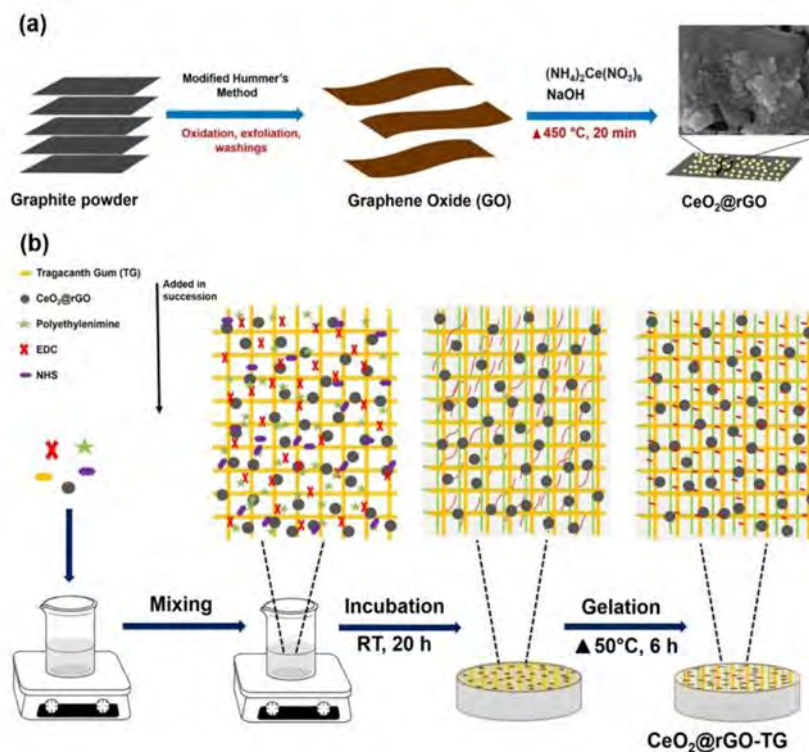 (a)
Modified Hummer's
Method
Oxidation, exfoliation,
washings
(NH₄)₂Ce(NO₃)₆
NaOH
▲450 °C, 20 min
Graphite powder
Graphene Oxide (GO)
CeO₂@rGO
(b)
Tragacanth Gum (TG)
CeO₂@rGO
Polyethylenimine
EDC
NHS
Added in
succession
Mixing
Incubation
RT, 20 h
Gelation
▲ 50°C, 6 h
CeO₂@rGO-TG